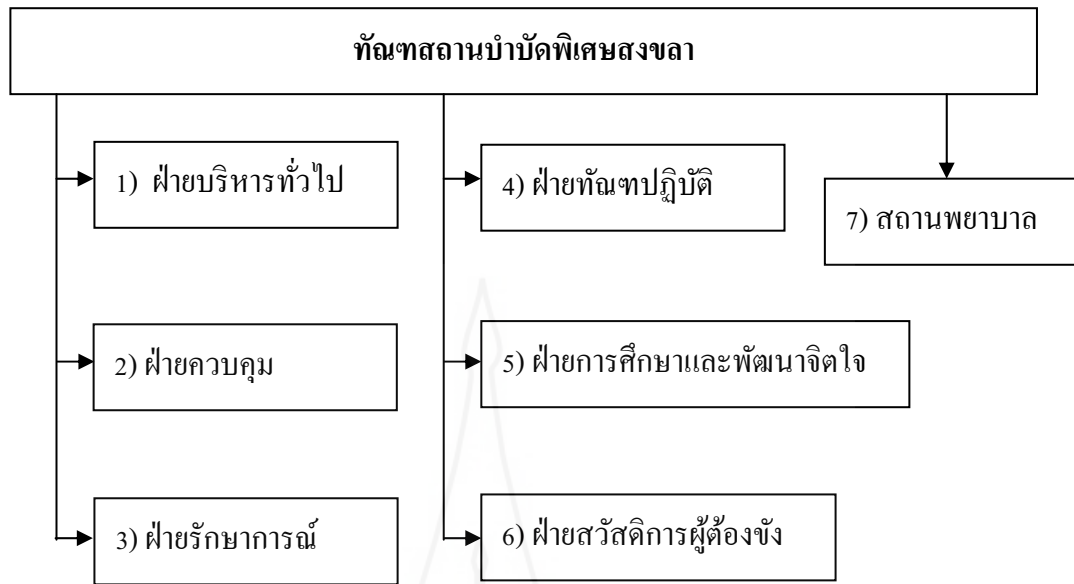 ทัณฑสถานบำบัดพิเศษสงขลา
1) ฝ่ายบริหารทั่วไป
2) ฝ่ายควบคุม
3) ฝ่ายรักษาการณ์
4) ฝ่ายทัณฑปฏิบัติ
5) ฝ่ายการศึกษาและพัฒนาจิตใจ
6) ฝ่ายสวัสดิการผู้ต้องขัง
7) สถานพยาบาล